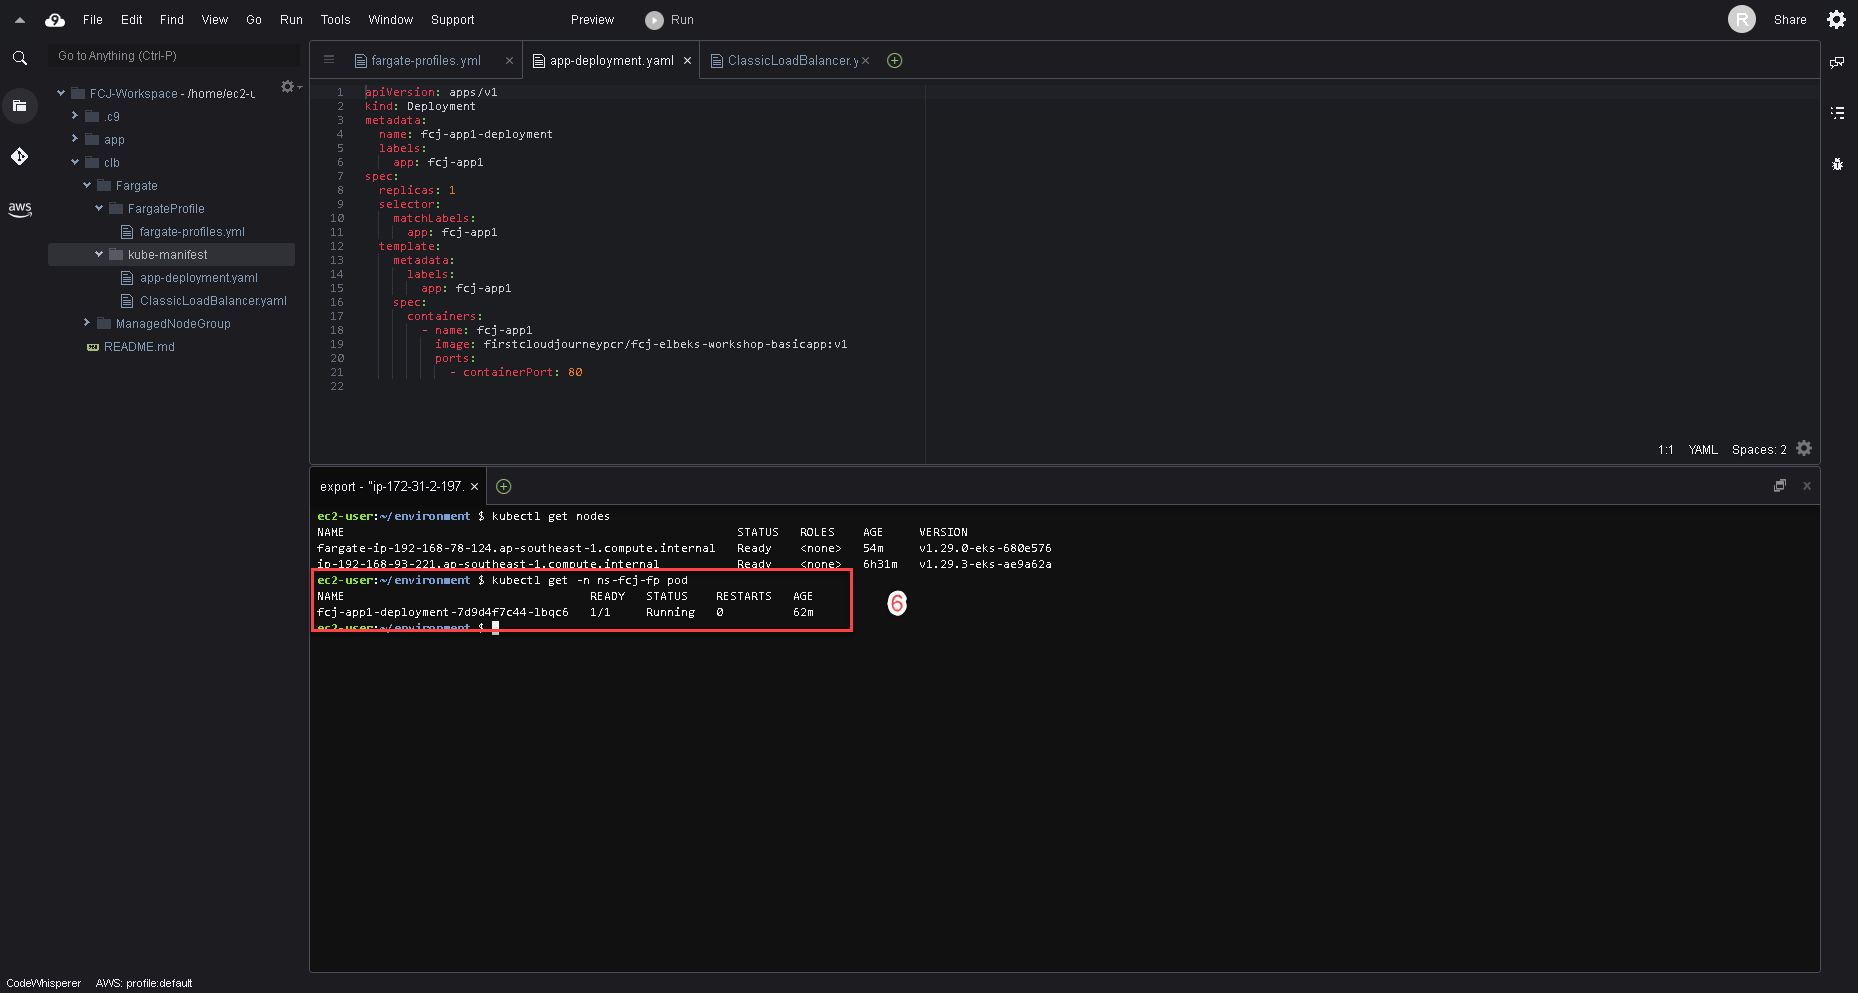 File Edit Find View Go Run Tools Window Support Preview Run R Share
Go to Anything (Ctrl-P)
FCJ-Workspace - /home/ec2-u
.c9
app
clb
Fargate
FargateProfile
fargate-profiles.yml
kube-manifest
app-deployment.yaml
ClassicLoadBalancer.yaml
ManagedNodeGroup
README.md
aws
fargate-profiles.yml app-deployment.yaml ClassicLoadBalancer.y
1 apiVersion: apps/v1
2 kind: Deployment
3 metadata:
4 name: fcj-app1-deployment
5 labels:
6 app: fcj-app1
7 spec:
8 replicas: 1
9 selector:
10 matchLabels:
11 app: fcj-app1
12 template:
13 metadata:
14 labels:
15 app: fcj-app1
16 spec:
17 containers:
18 - name: fcj-app1
19 image: firstcloudjourneypcr/fcj-elbeks-workshop-basicapp:v1
20 ports:
21 - containerPort: 80
22
1:1 YAML Spaces: 2
export - "ip-172-31-2-197.
ec2-user:~/environment $ kubectl get nodes
NAME STATUS ROLES AGE VERSION
fargate-ip-192-168-78-124.ap-southeast-1.compute.internal Ready <none> 54m v1.29.0-eks-680e576
ip-192-168-93-221.ap-southeast-1.compute.internal Ready <none> 6h31m v1.29.3-eks-ae9a62a
ec2-user:~/environment $ kubectl get -n ns-fcj-fp pod
NAME READY STATUS RESTARTS AGE
fcj-app1-deployment-7d9d4f7c44-lbqc6 1/1 Running 0 62m
ec2-user:~/environment $
6
CodeWhisperer AWS: profile:default